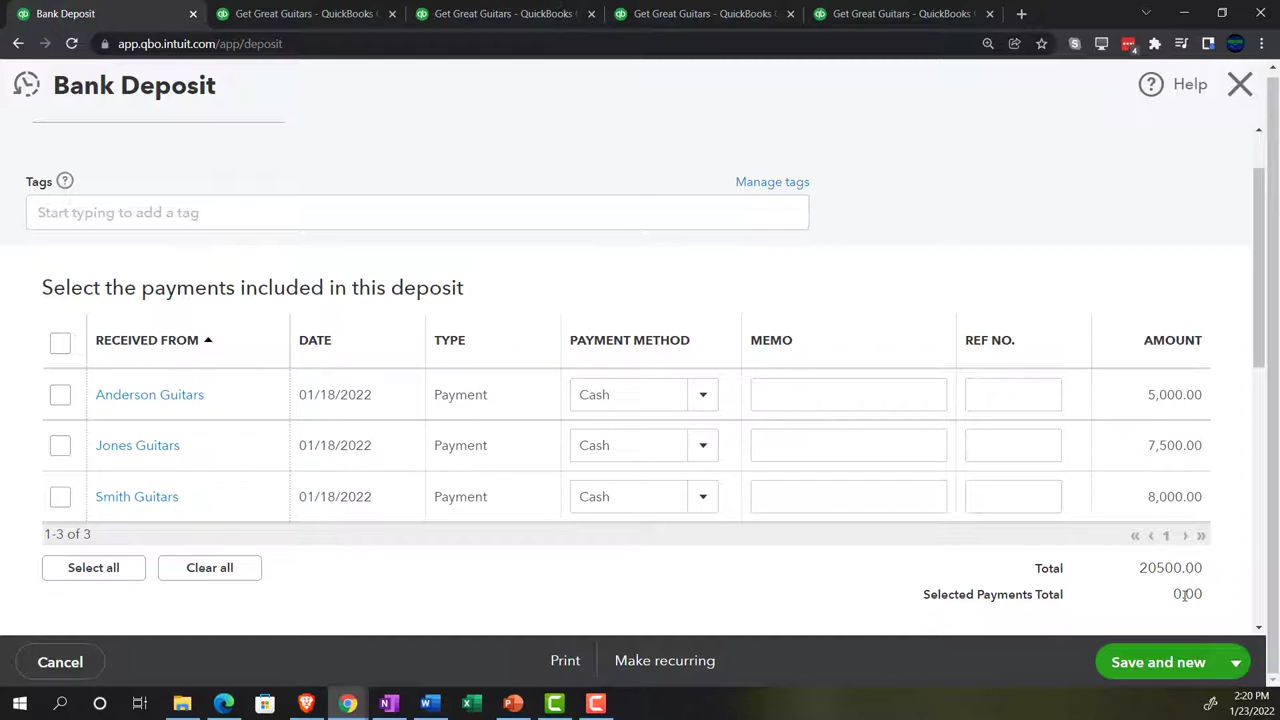 Bank Deposit
Get Great Guitars - QuickBooks
Get Great Guitars - QuickBooks
Get Great Guitars - QuickBooks
Get Great Guitars - QuickBooks
app.qbo.intuit.com/app/deposit
4
Bank Deposit
Help
Tags
Manage tags
Start typing to add a tag
Select the payments included in this deposit
RECEIVED FROM DATE TYPE PAYMENT METHOD MEMO REF NO. AMOUNT
Anderson Guitars 01/18/2022 Payment Cash 5,000.00
Jones Guitars 01/18/2022 Payment Cash 7,500.00
Smith Guitars 01/18/2022 Payment Cash 8,000.00
1-3 of 3 « ‹ 1 › »
Select all Clear all Total 20500.00
Selected Payments Total 0.00
Cancel Print Make recurring Save and new
2:20 PM
1/23/2022